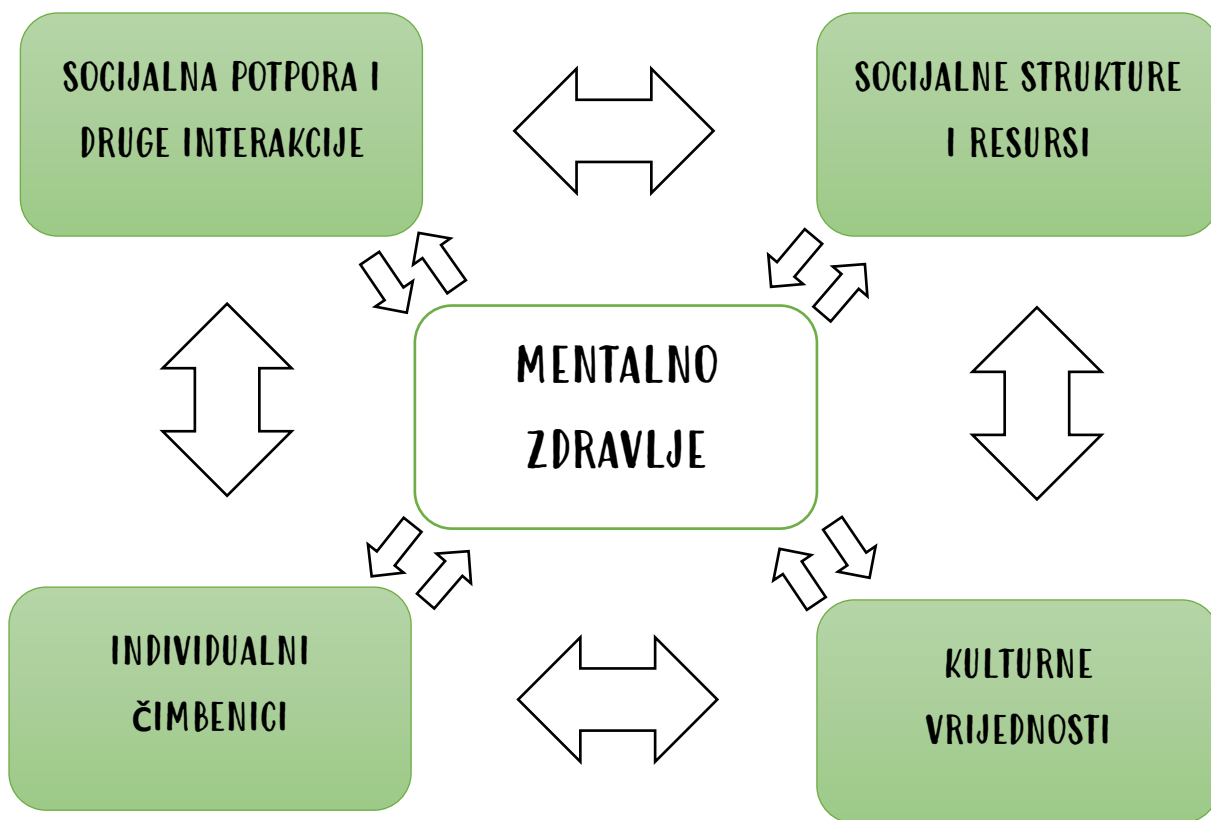 SOCIJALNA POTPORA I
DRUGE INTERAKCIJE
SOCIJALNE STRUKTURE
I RESURSI
MENTALNO
ZDRAVLJE
INDIVIDUALNI
ČIMBENICI
KULTURNE
VRIJEDNOSTI